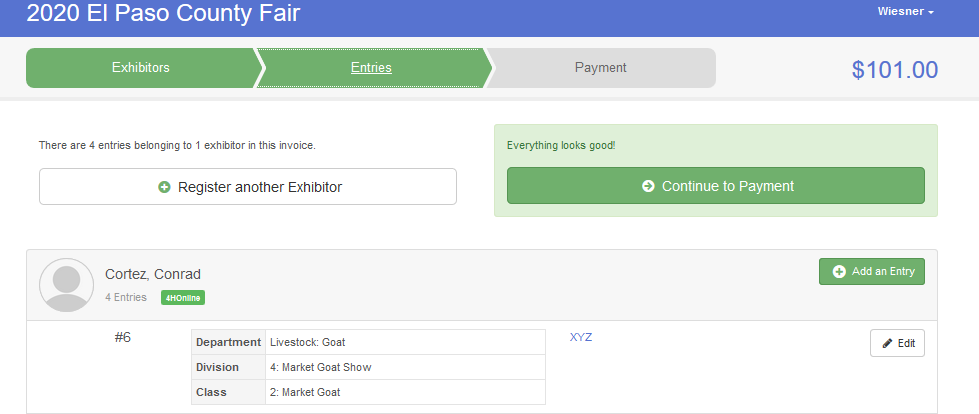 2020 El Paso County Fair
Wiesner
Exhibitors
Entries
Payment
$101.00
There are 4 entries belonging to 1 exhibitor in this invoice.
Register another Exhibitor
Everything looks good!
Continue to Payment
Cortez, Conrad
4 Entries 4HOnline
Add an Entry
#6
Department Livestock: Goat
Division 4: Market Goat Show
Class 2: Market Goat
XYZ
Edit